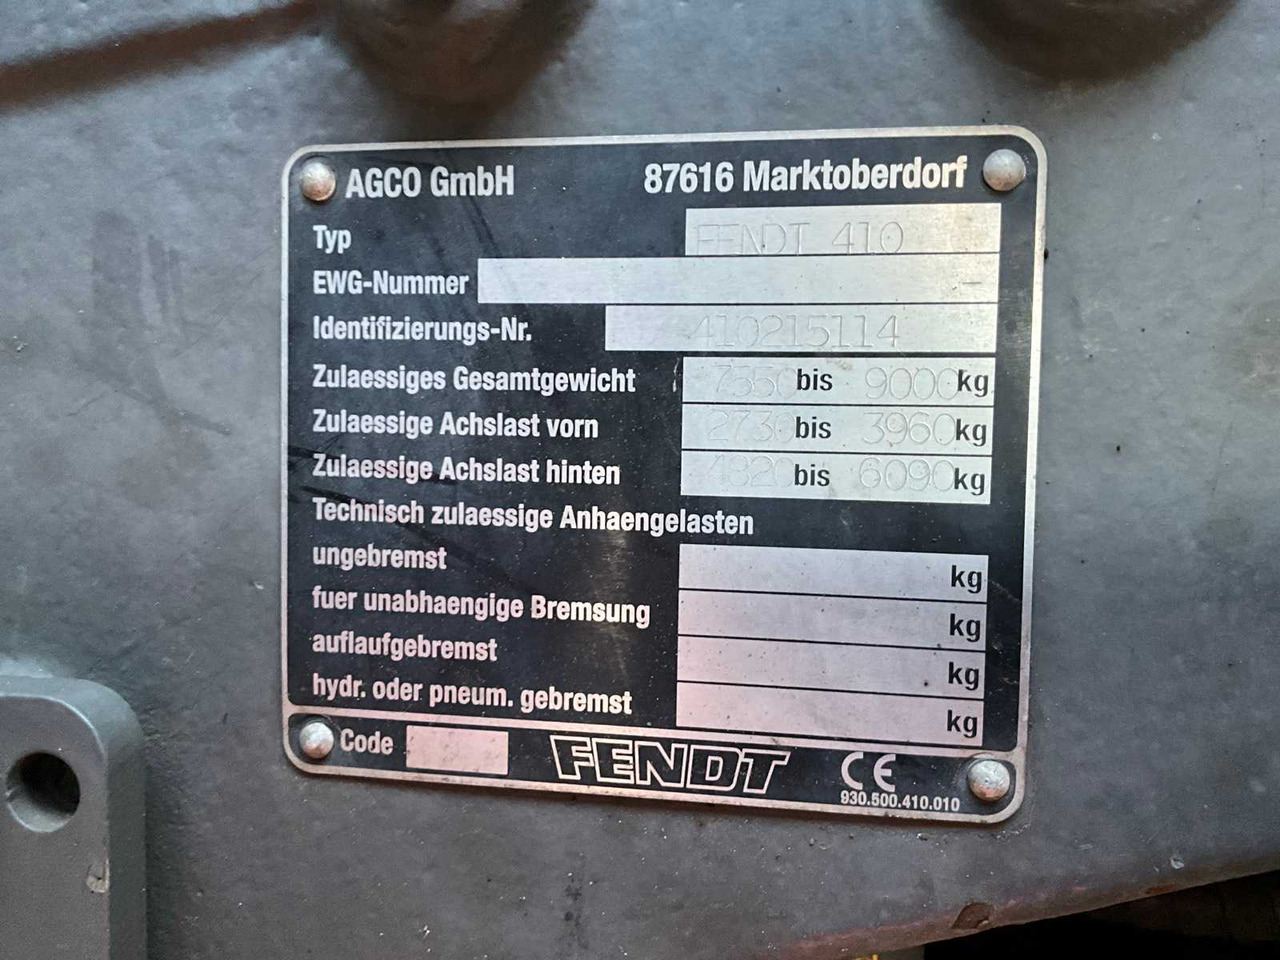 AGCO GmbH 87616 Marktoberdorf
Typ FENDT 410
EWG-Nummer -
Identifizierungs-Nr. 410215114
Zulaessiges Gesamtgewicht 7550 bis 9000 kg
Zulaessige Achslast vorn 2730 bis 3960 kg
Zulaessige Achslast hinten 4820 bis 6090 kg
Technisch zulaessige Anhaengelasten
ungebremst kg
fuer unabhaengige Bremsung kg
auflaufgebremst kg
hydr. oder pneum. gebremst kg
Code FENDT CE
930.500.410.010